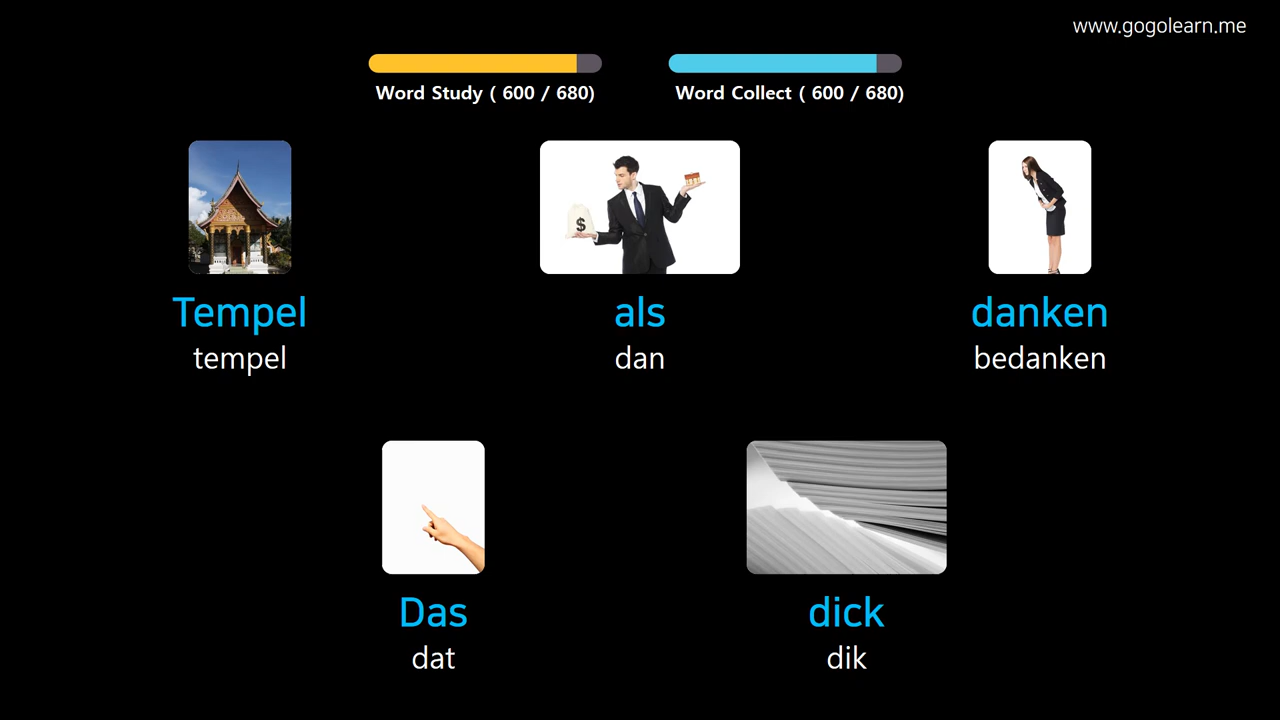 www.gogolearn.me
Word Study ( 600 / 680)
Word Collect ( 600 / 680)
$
Tempel
tempel
als
dan
danken
bedanken
Das
dat
dick
dik